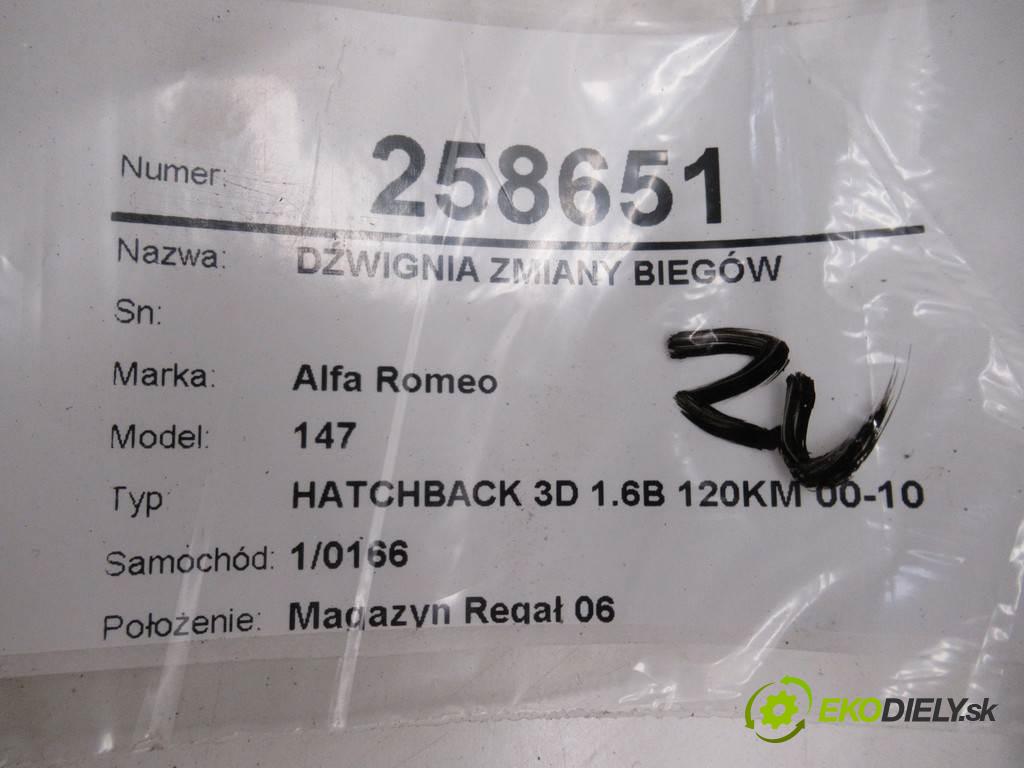 Numer: 258651
Nazwa: DŹWIGNIA ZMIANY BIEGÓW
Sn:
Marka: Alfa Romeo
Model: 147
Typ HATCHBACK 3D 1.6B 120KM 00-10
Samochód: 1/0166
Położenie: Magazyn Regał 06
ZU
EKODIELY.sk